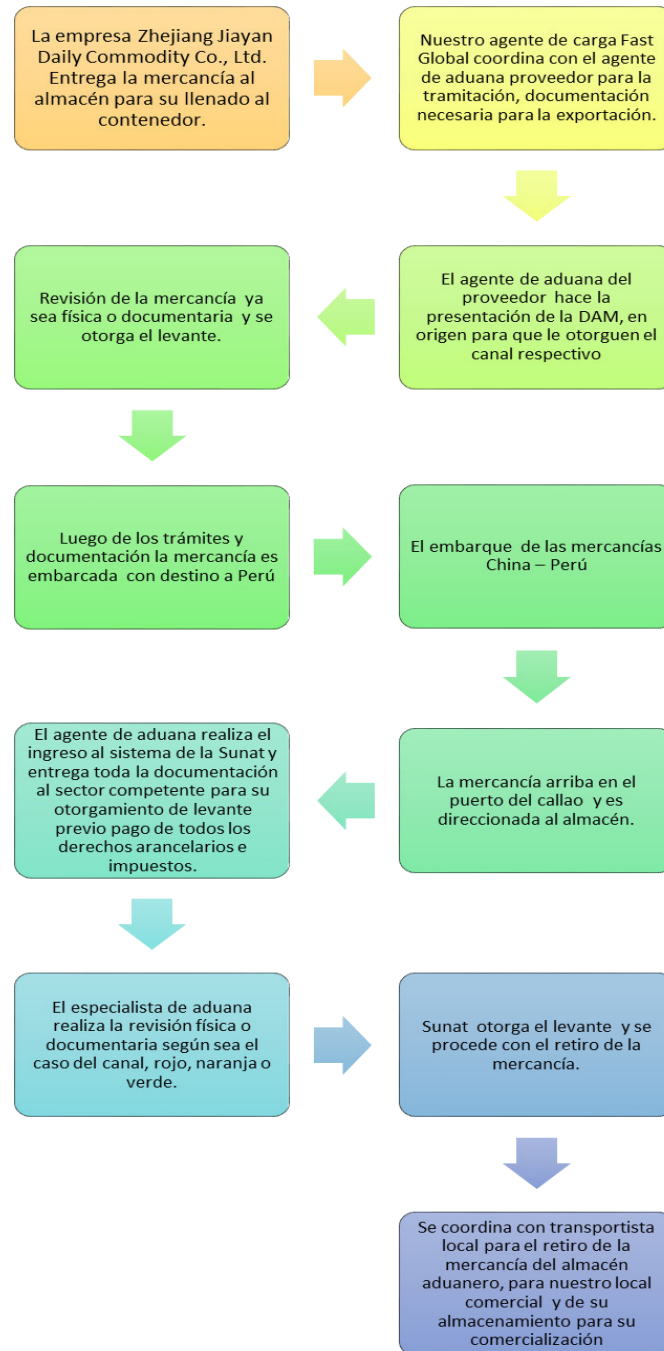 La empresa Zhejiang Jiayan
Daily Commodity Co., Ltd.
Entrega la mercancía al
almacén para su llenado al
contenedor.
Nuestro agente de carga Fast
Global coordina con el agente
de aduana proveedor para la
tramitación, documentación
necesaria para la exportación.
El agente de aduana del
proveedor hace la
presentación de la DAM, en
origen para que le otorguen el
canal respectivo
Revisión de la mercancía ya
sea física o documentaria y se
otorga el levante.
Luego de los trámites y
documentación la mercancía es
embarcada con destino a Perú
El embarque de las mercancías
China – Perú
La mercancía arriba en el
puerto del callao y es
direccionada al almacén.
El agente de aduana realiza el
ingreso al sistema de la Sunat y
entrega toda la documentación
al sector competente para su
otorgamiento de levante
previo pago de todos los
derechos arancelarios e
impuestos.
El especialista de aduana
realiza la revisión física o
documentaria según sea el
caso del canal, rojo, naranja o
verde.
Sunat otorga el levante y se
procede con el retiro de la
mercancía.
Se coordina con transportista
local para el retiro de la
mercancía del almacén
aduanero, para nuestro local
comercial y de su
almacenamiento para su
comercialización